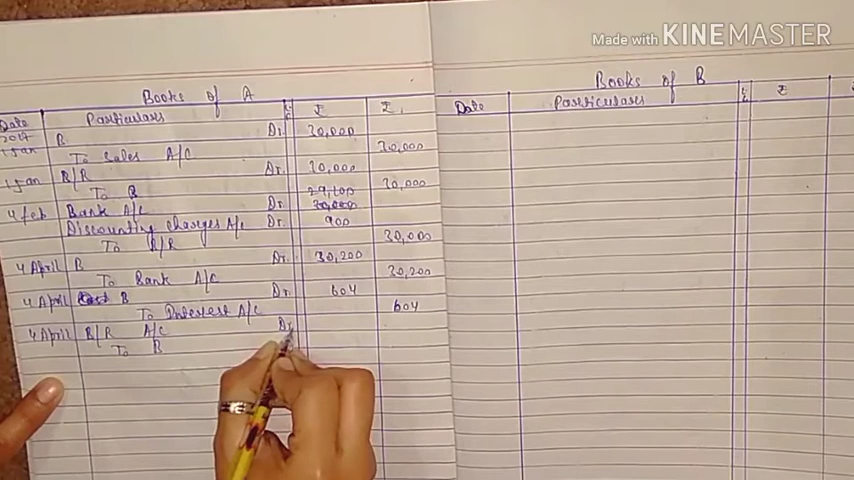 Made with KINEMASTER
Books of A
Date Particulars L.F. ₹ ₹
2017
1 Jan B Dr. 30,000
To Sales A/C 30,000
1 Jan B/R Dr. 30,000
To B 30,000
29,100
4 Feb Bank A/C Dr. 30,000
Discounting charges A/c Dr. 900
To B/R 30,000
4 April B Dr. 30,200
To Bank A/C 30,200
4 April B Dr. 604
To Interest A/C 604
4 April B/R A/C Dr.
To B
Books of B
Date Particulars ₹